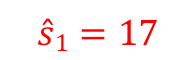 ŝ₁ = 17